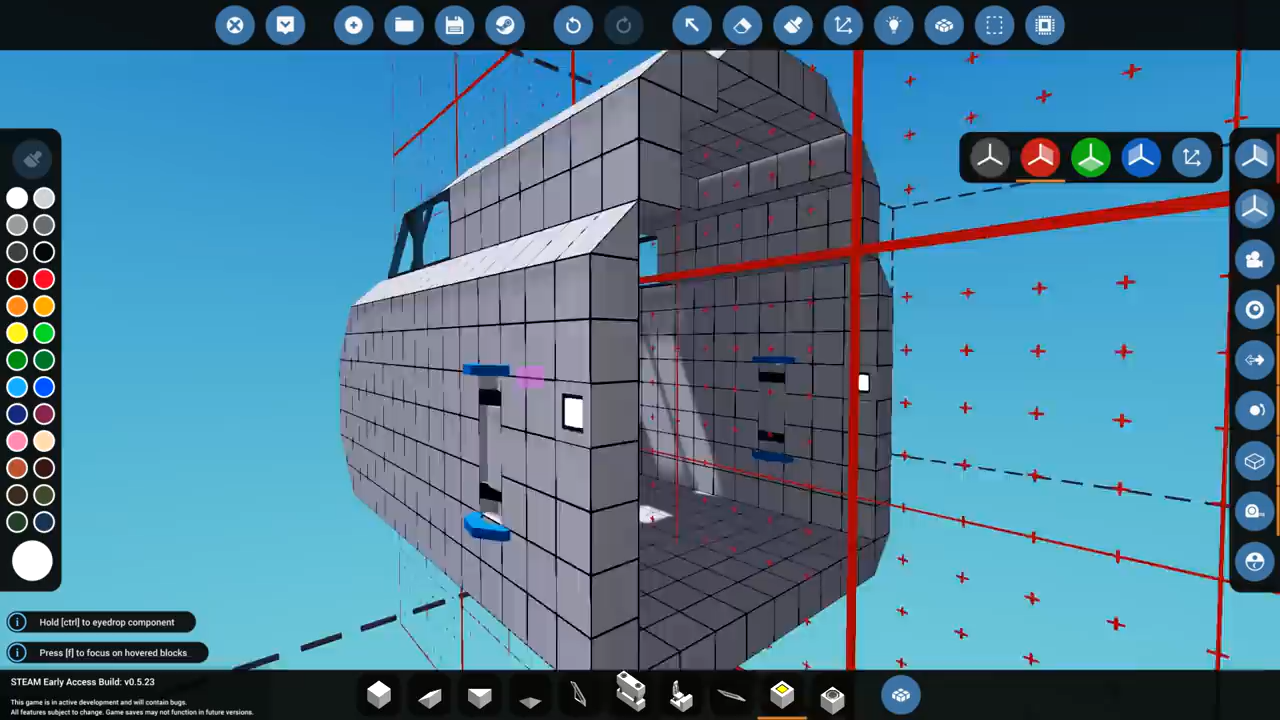 Hold [ctrl] to eyedrop component
Press [f] to focus on hovered blocks
STEAM Early Access Build: v0.5.23
This game is in active development and will contain bugs.
All features subject to change. Game saves may not function in future versions.